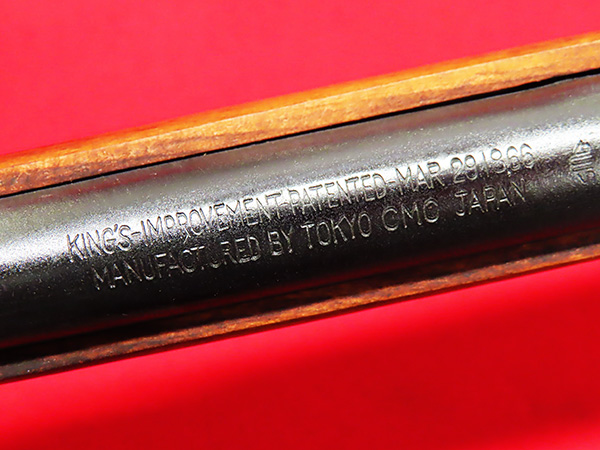 KING'S-IMPROVEMENT-PATENTED-MAR.29.1866
MANUFACTURED BY TOKYO CMC JAPAN